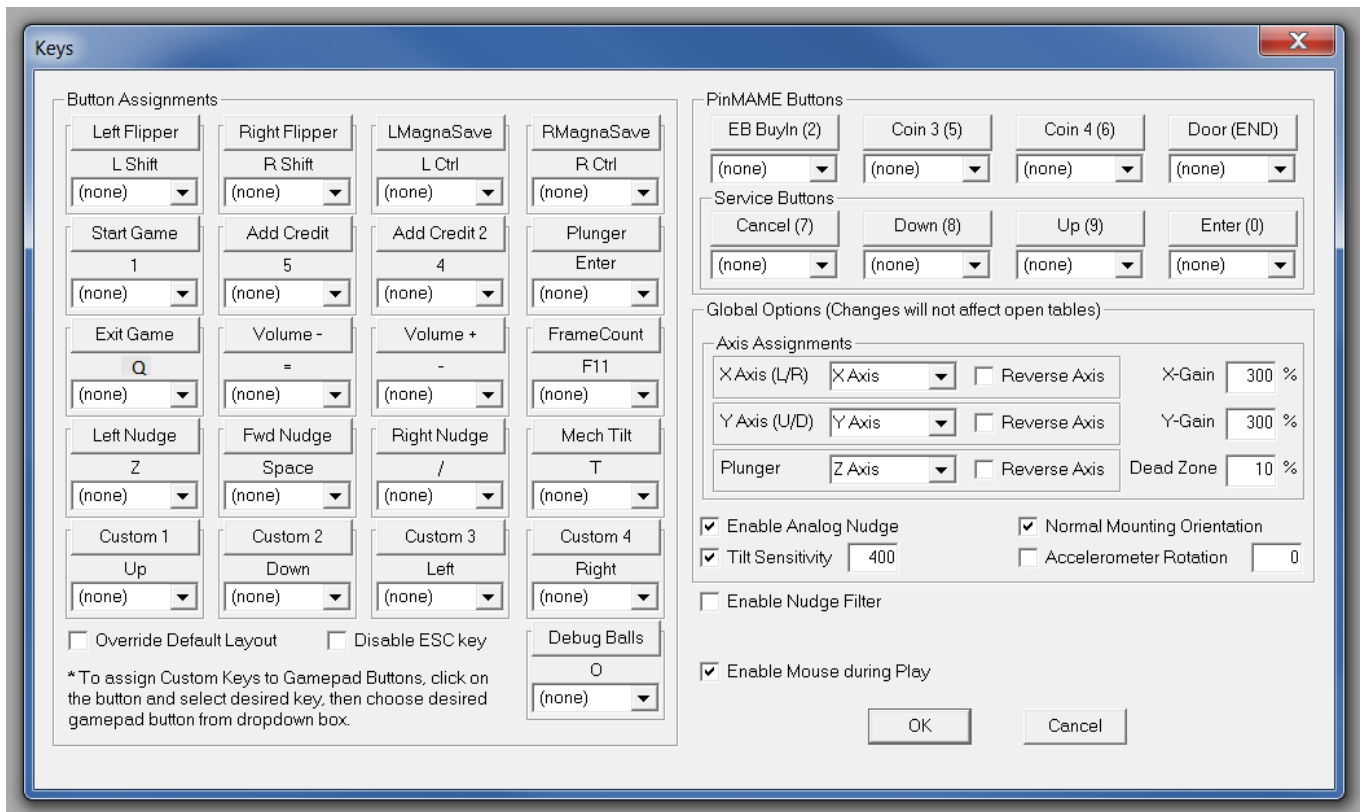 Keys
X
Button Assignments
Left Flipper Right Flipper LMagnaSave RMagnaSave
L Shift R Shift L Ctrl R Ctrl
(none) (none) (none) (none)
Start Game Add Credit Add Credit 2 Plunger
1 5 4 Enter
(none) (none) (none) (none)
Exit Game Volume - Volume + FrameCount
Q = - F11
(none) (none) (none) (none)
Left Nudge Fwd Nudge Right Nudge Mech Tilt
Z Space / T
(none) (none) (none) (none)
Custom 1 Custom 2 Custom 3 Custom 4
Up Down Left Right
(none) (none) (none) (none)
Override Default Layout Disable ESC key Debug Balls
O
(none)
* To assign Custom Keys to Gamepad Buttons, click on
the button and select desired key, then choose desired
gamepad button from dropdown box.
PinMAME Buttons
EB BuyIn (2) Coin 3 (5) Coin 4 (6) Door (END)
(none) (none) (none) (none)
Service Buttons
Cancel (7) Down (8) Up (9) Enter (0)
(none) (none) (none) (none)
Global Options (Changes will not affect open tables)
Axis Assignments
X Axis (L/R) X Axis Reverse Axis X-Gain 300 %
Y Axis (U/D) Y Axis Reverse Axis Y-Gain 300 %
Plunger Z Axis Reverse Axis Dead Zone 10 %
Enable Analog Nudge Normal Mounting Orientation
Tilt Sensitivity 400 Accelerometer Rotation 0
Enable Nudge Filter
Enable Mouse during Play
OK Cancel